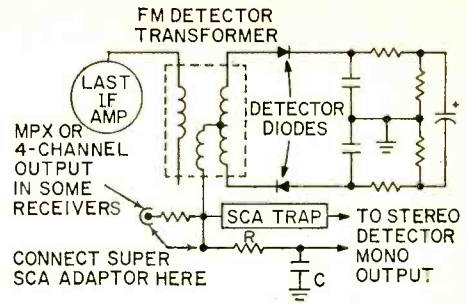 FM DETECTOR
TRANSFORMER
LAST
IF
AMP
DETECTOR
DIODES
+
MPX OR
4-CHANNEL
OUTPUT
IN SOME
RECEIVERS
SCA TRAP
TO STEREO
DETECTOR
MONO
OUTPUT
R
C
CONNECT SUPER
SCA ADAPTOR HERE